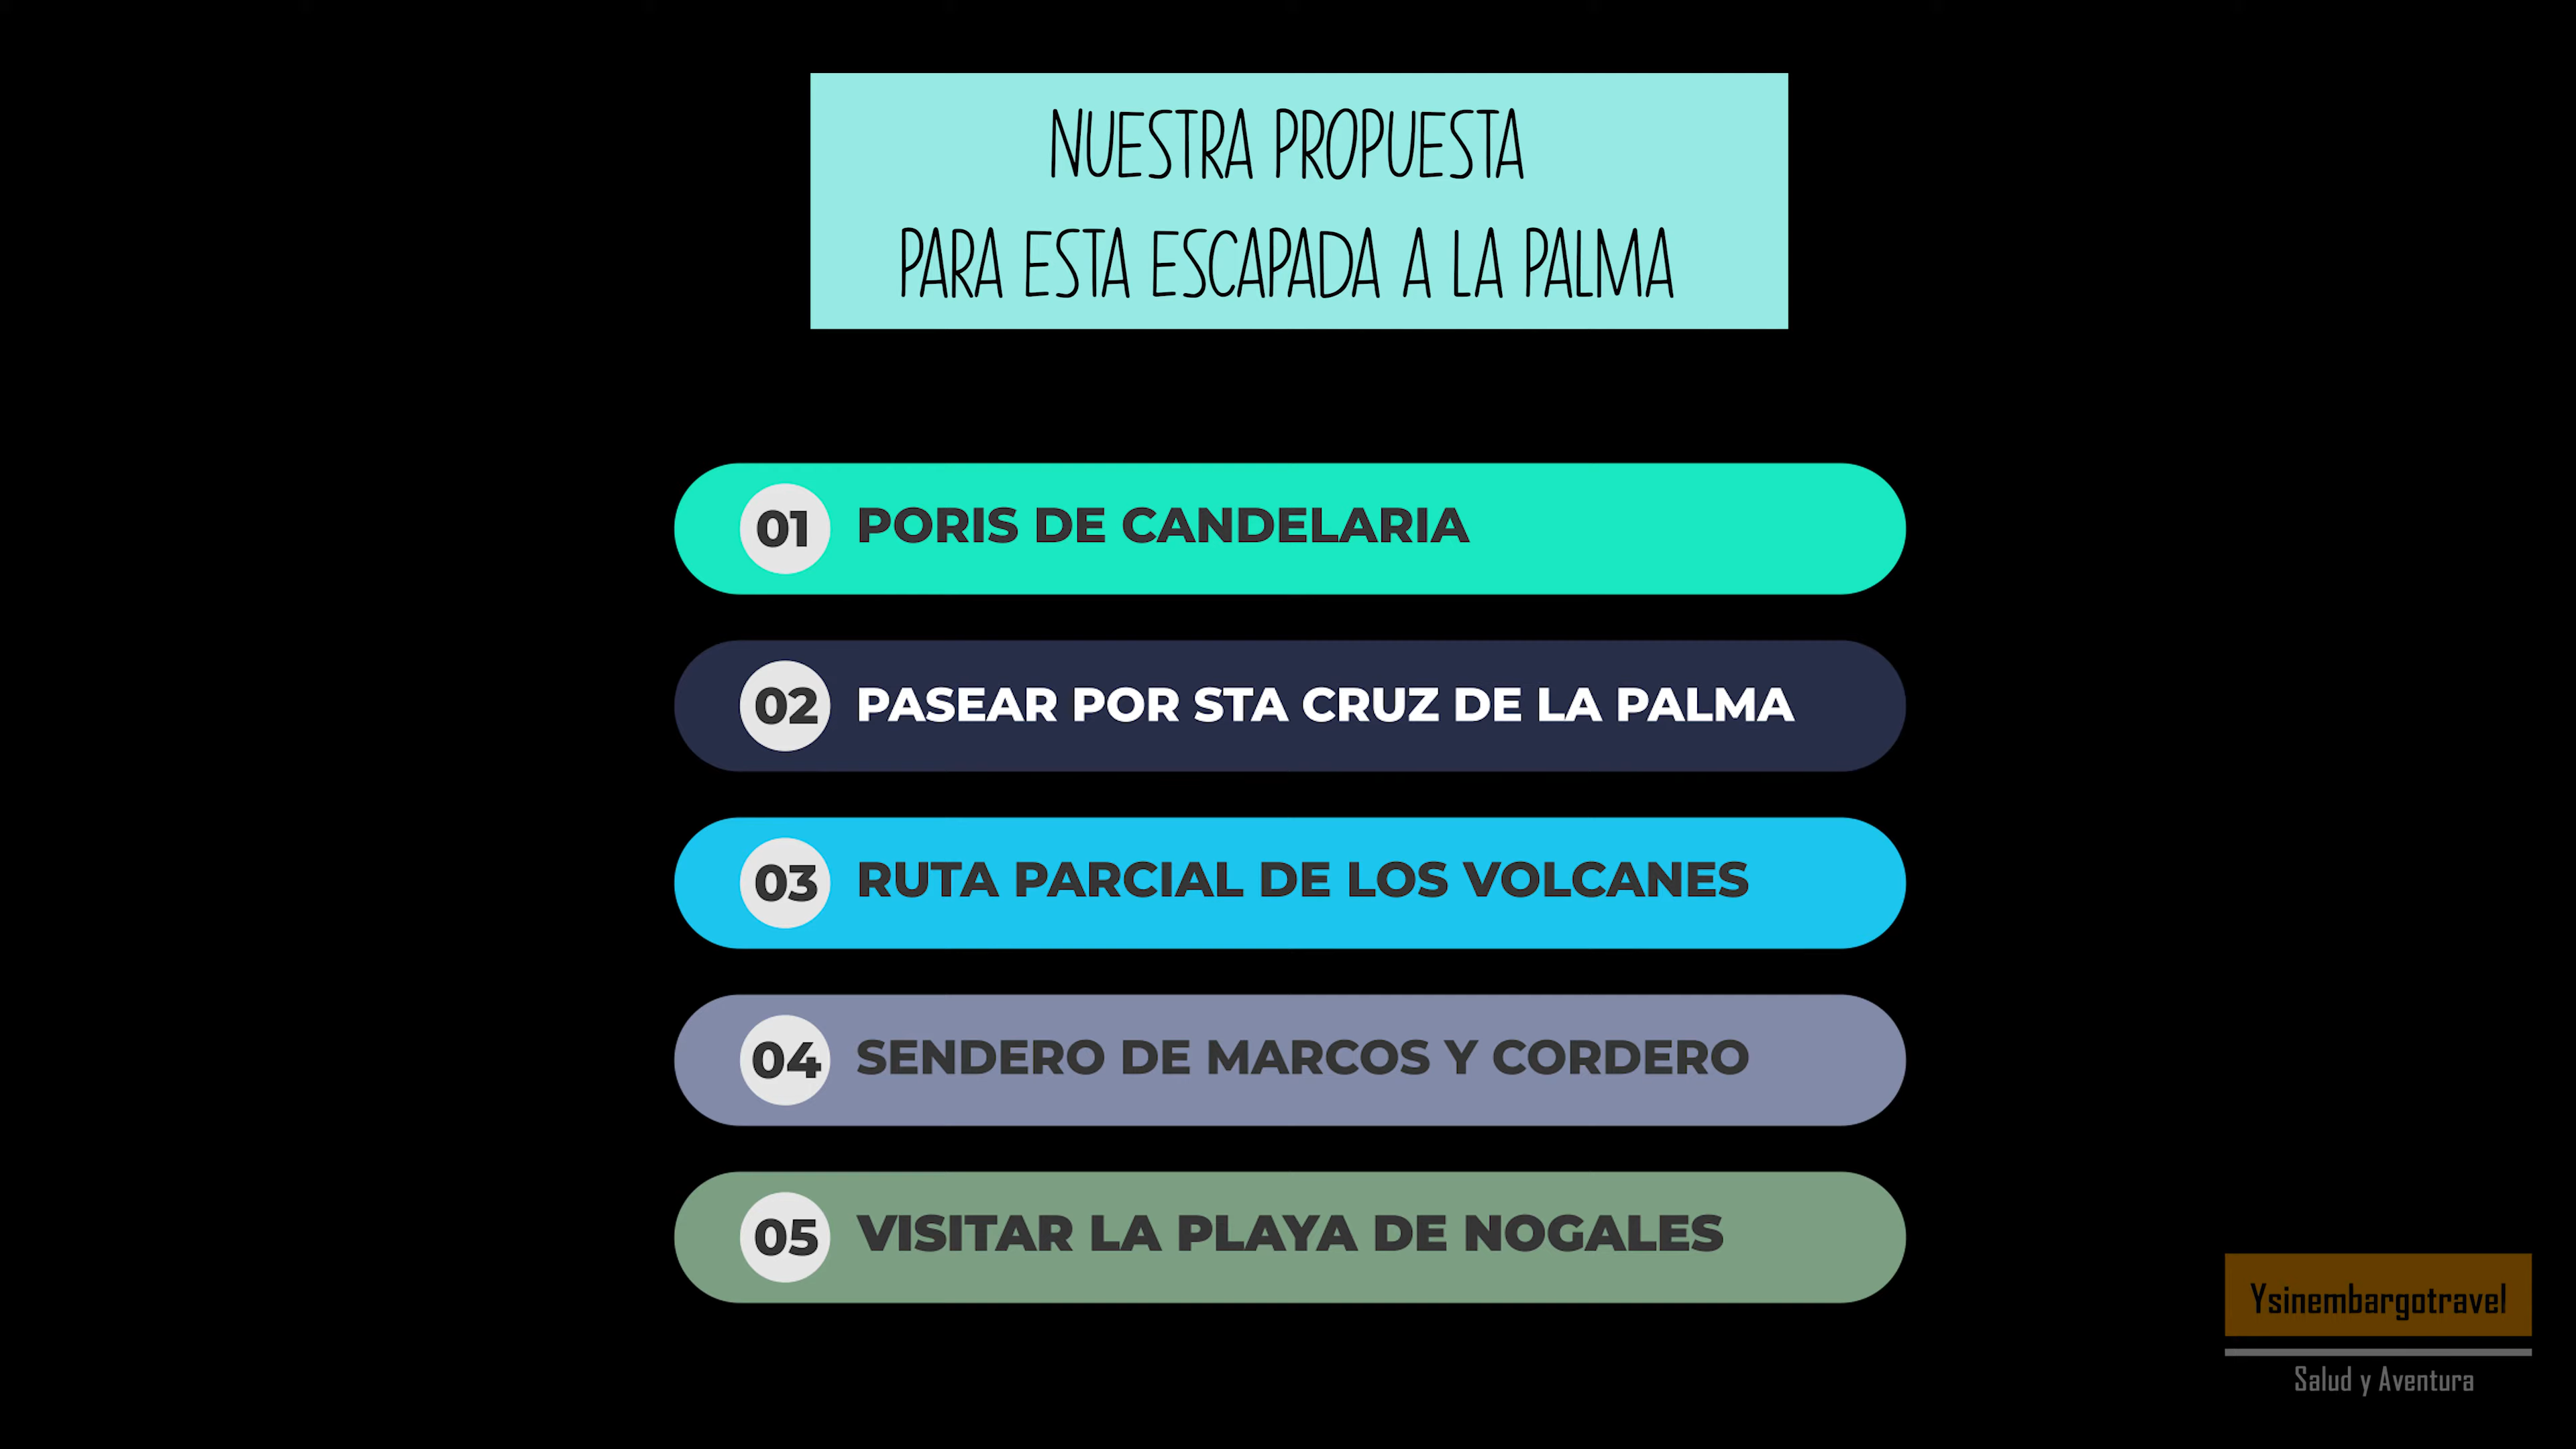 NUESTRA PROPUESTA
PARA ESTA ESCAPADA A LA PALMA
01 PORIS DE CANDELARIA
02 PASEAR POR STA CRUZ DE LA PALMA
03 RUTA PARCIAL DE LOS VOLCANES
04 SENDERO DE MARCOS Y CORDERO
05 VISITAR LA PLAYA DE NOGALES
Ysinembargotravel
Salud y Aventura